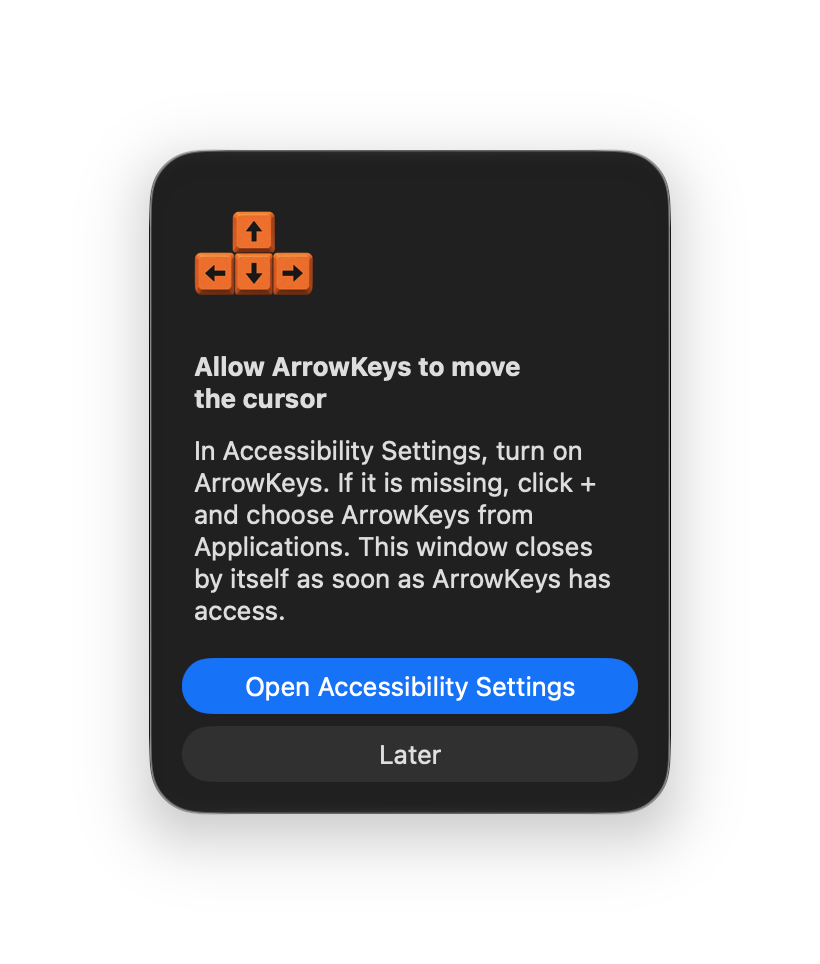 Allow ArrowKeys to move
the cursor
In Accessibility Settings, turn on
ArrowKeys. If it is missing, click +
and choose ArrowKeys from
Applications. This window closes
by itself as soon as ArrowKeys has
access.
Open Accessibility Settings
Later